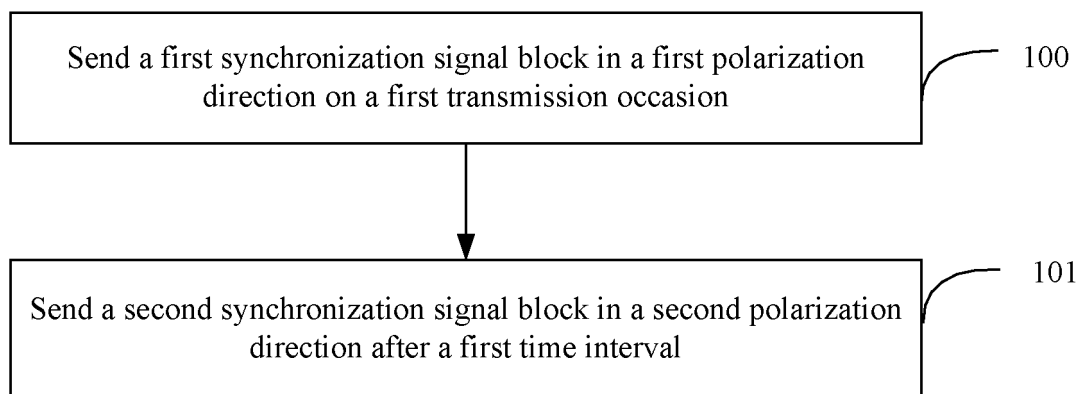 Send a first synchronization signal block in a first polarization
direction on a first transmission occasion
100
Send a second synchronization signal block in a second polarization
direction after a first time interval
101